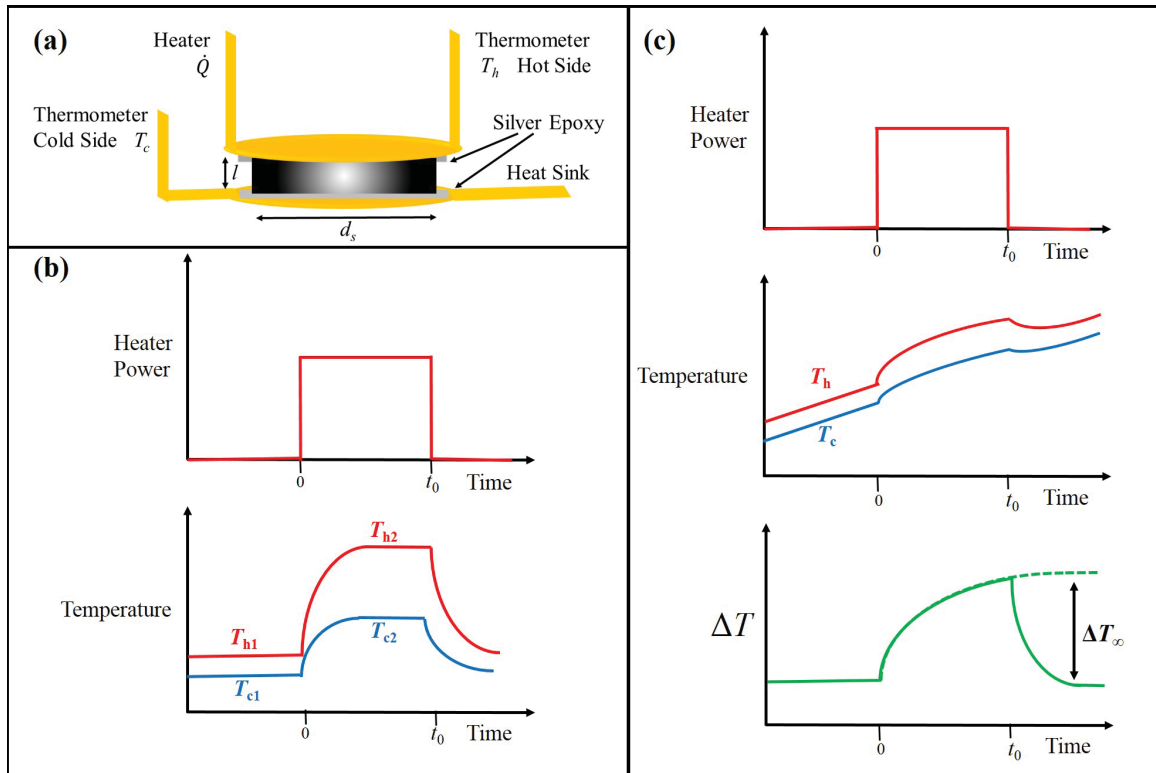 (a)
Heater
Q̇
Thermometer
T_h Hot Side
Thermometer
Cold Side T_c
Silver Epoxy
Heat Sink
l
d_s
(b)
Heater
Power
0
t_0
Time
Temperature
T_h1
T_h2
T_c1
T_c2
0
t_0
Time
(c)
Heater
Power
0
t_0
Time
Temperature
T_h
T_c
0
t_0
Time
ΔT
ΔT_∞
0
t_0
Time